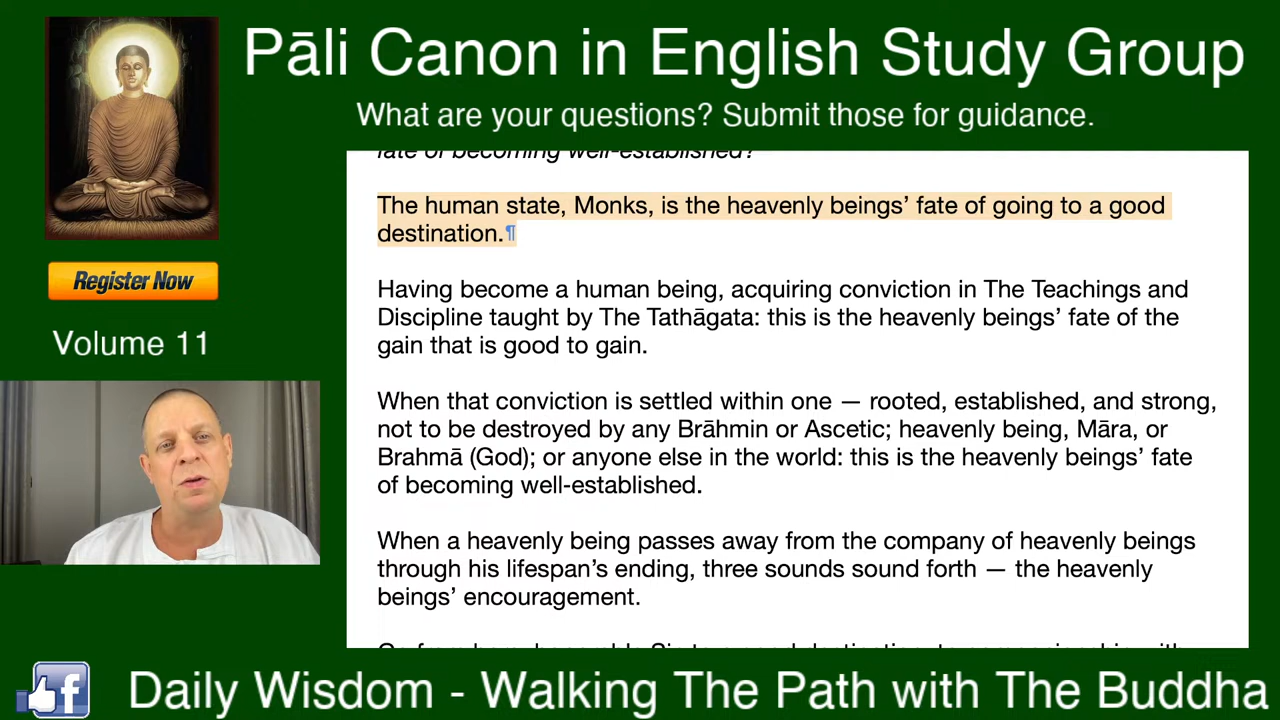 Pāli Canon in English Study Group
What are your questions? Submit those for guidance.
Register Now
Volume 11
fate of becoming well-established?
The human state, Monks, is the heavenly beings’ fate of going to a good
destination.¶
Having become a human being, acquiring conviction in The Teachings and
Discipline taught by The Tathāgata: this is the heavenly beings’ fate of the
gain that is good to gain.
When that conviction is settled within one — rooted, established, and strong,
not to be destroyed by any Brāhmin or Ascetic; heavenly being, Māra, or
Brahmā (God); or anyone else in the world: this is the heavenly beings’ fate
of becoming well-established.
When a heavenly being passes away from the company of heavenly beings
through his lifespan’s ending, three sounds sound forth — the heavenly
beings’ encouragement.
f
Daily Wisdom - Walking The Path with The Buddha